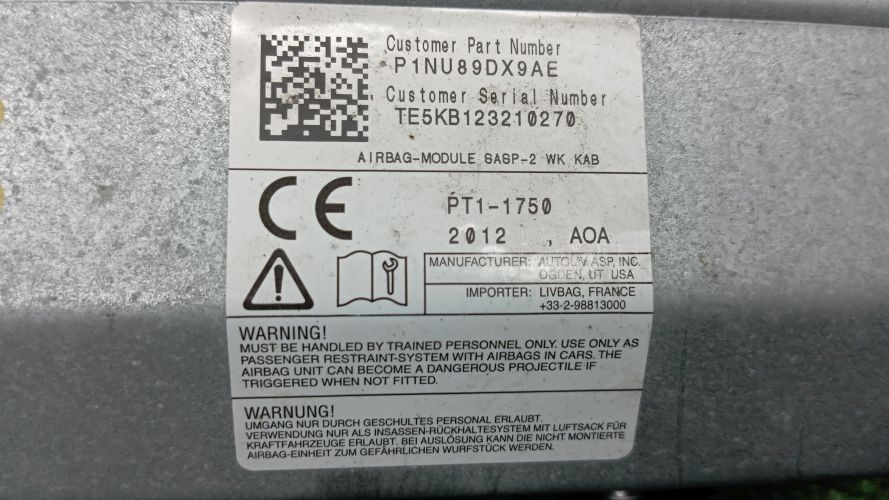 Customer Part Number
P1NU89DX9AE
Customer Serial Number
TE5KB123210270
AIRBAG-MODULE SASP-2 WK KAB
CE
PT1-1750
2012 , AOA
MANUFACTURER: AUTOLIV ASP, INC.
OGDEN, UT USA
IMPORTER: LIVBAG, FRANCE
+33-2-98813000
WARNING!
MUST BE HANDLED BY TRAINED PERSONNEL ONLY. USE ONLY AS
PASSENGER RESTRAINT-SYSTEM WITH AIRBAGS IN CARS. THE
AIRBAG UNIT CAN BECOME A DANGEROUS PROJECTILE IF
TRIGGERED WHEN NOT FITTED.
WARNUNG!
UMGANG NUR DURCH GESCHULTES PERSONAL ERLAUBT.
VERWENDUNG NUR ALS INSASSEN-RÜCKHALTESYSTEM MIT LUFTSACK FÜR
KRAFTFAHRZEUGE ERLAUBT. BEI AUSLÖSUNG KANN DIE NICHT MONTIERTE
AIRBAG-EINHEIT ZUM GEFÄHRLICHEN WURFSTÜCK WERDEN.